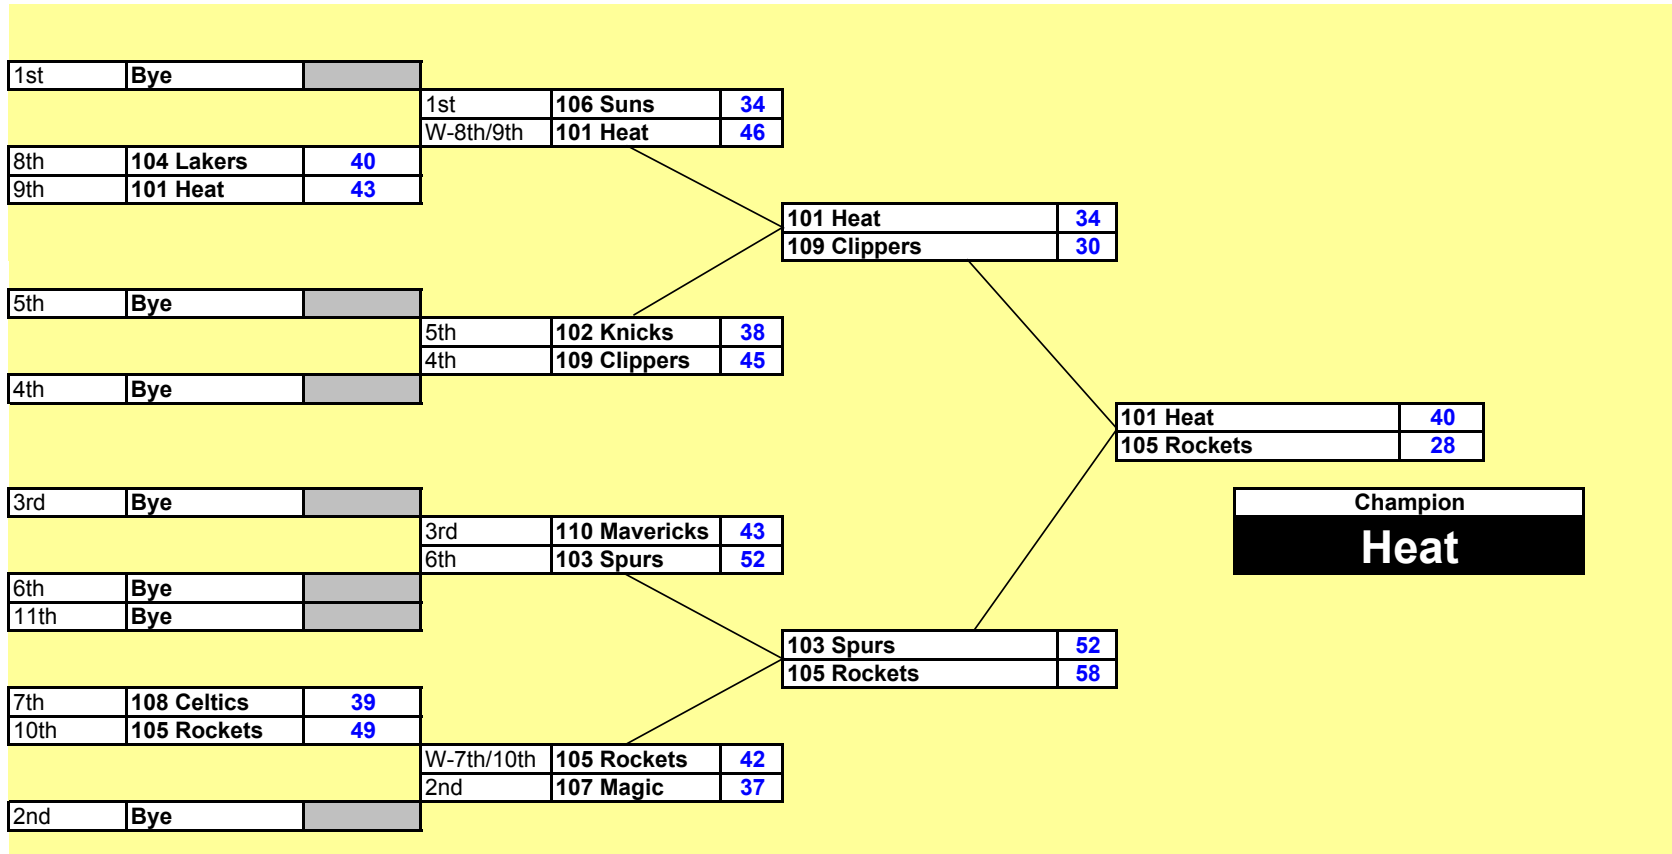 1st Bye
1st 106 Suns 34
W-8th/9th 101 Heat 46
8th 104 Lakers 40
9th 101 Heat 43
101 Heat 34
109 Clippers 30
5th Bye
5th 102 Knicks 38
4th 109 Clippers 45
4th Bye
101 Heat 40
105 Rockets 28
3rd Bye
Champion
3rd 110 Mavericks 43
Heat
6th 103 Spurs 52
6th Bye
11th Bye
103 Spurs 52
105 Rockets 58
7th 108 Celtics 39
10th 105 Rockets 49
W-7th/10th 105 Rockets 42
2nd 107 Magic 37
2nd Bye